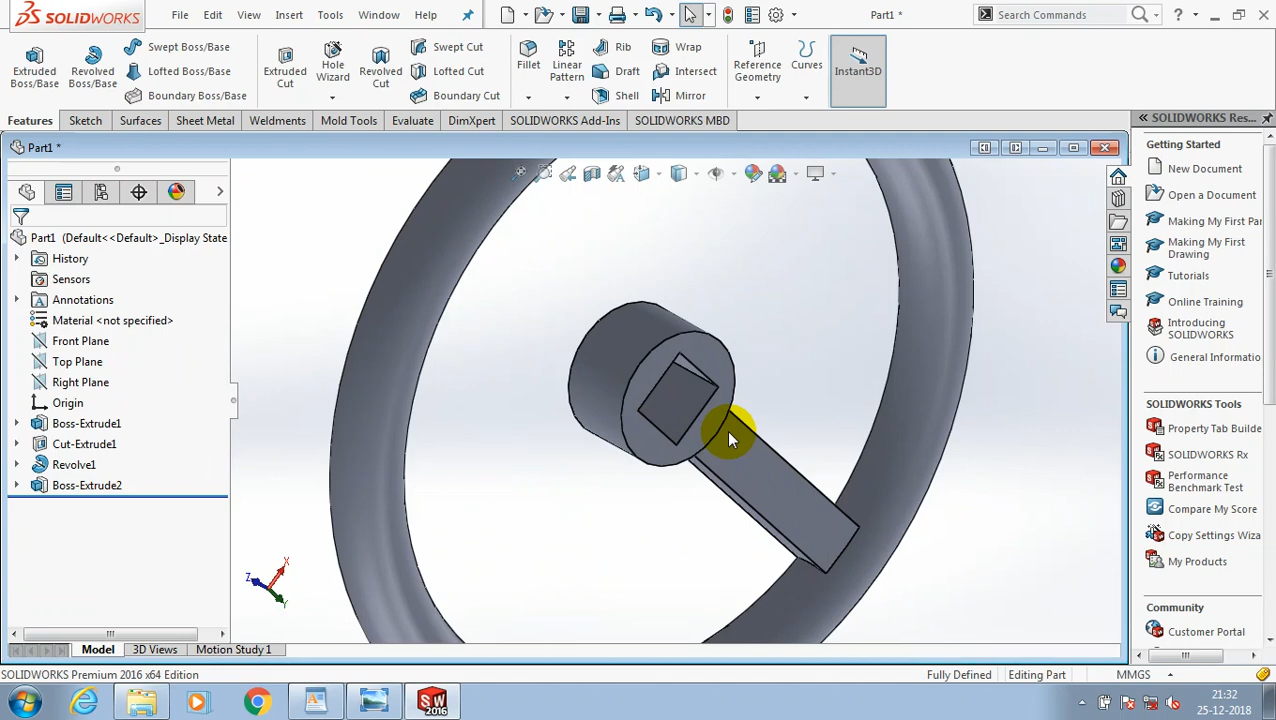 SOLIDWORKS File Edit View Insert Tools Window Help Part1 * Search Commands ?
Extruded Boss/Base
Revolved Boss/Base
Swept Boss/Base
Lofted Boss/Base
Boundary Boss/Base
Extruded Cut
Hole Wizard
Revolved Cut
Swept Cut
Lofted Cut
Boundary Cut
Fillet
Linear Pattern
Rib
Draft
Shell
Wrap
Intersect
Mirror
Reference Geometry
Curves
Instant3D
Features Sketch Surfaces Sheet Metal Weldments Mold Tools Evaluate DimXpert SOLIDWORKS Add-Ins SOLIDWORKS MBD
Part1 *
Part1 (Default<<Default>_Display State
History
Sensors
Annotations
Material <not specified>
Front Plane
Top Plane
Right Plane
Origin
Boss-Extrude1
Cut-Extrude1
Revolve1
Boss-Extrude2
X
Z
Y
SOLIDWORKS Res...
Getting Started
New Document
Open a Document
Making My First Par
Making My First
Drawing
Tutorials
Online Training
Introducing
SOLIDWORKS
General Informatio
SOLIDWORKS Tools
Property Tab Builde
SOLIDWORKS Rx
Performance
Benchmark Test
Compare My Score
Copy Settings Wiza
My Products
Community
Customer Portal
Model 3D Views Motion Study 1
SOLIDWORKS Premium 2016 x64 Edition Fully Defined Editing Part MMGS
SW
2016
21:32
25-12-2018